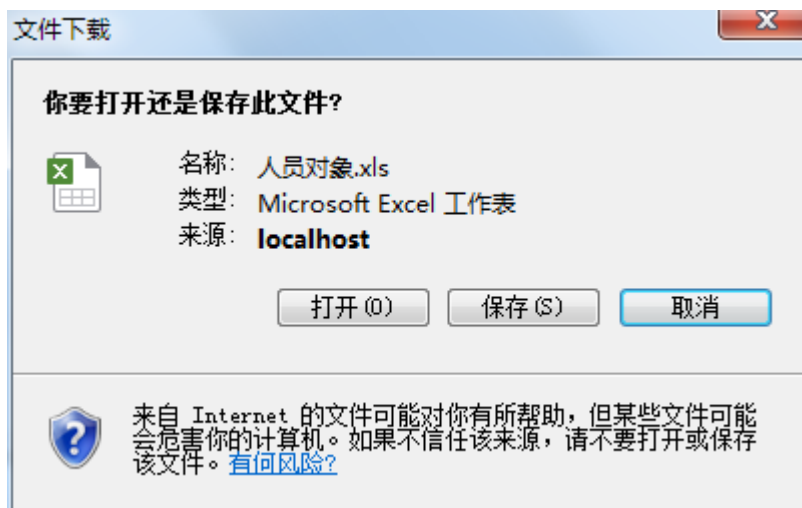 文件下载
你要打开还是保存此文件?
名称: 人员对象.xls
类型: Microsoft Excel 工作表
来源: localhost
打开(O) 保存(S) 取消
来自 Internet 的文件可能对你有所帮助，但某些文件可能
会危害你的计算机。如果不信任该来源，请不要打开或保存
该文件。有何风险?